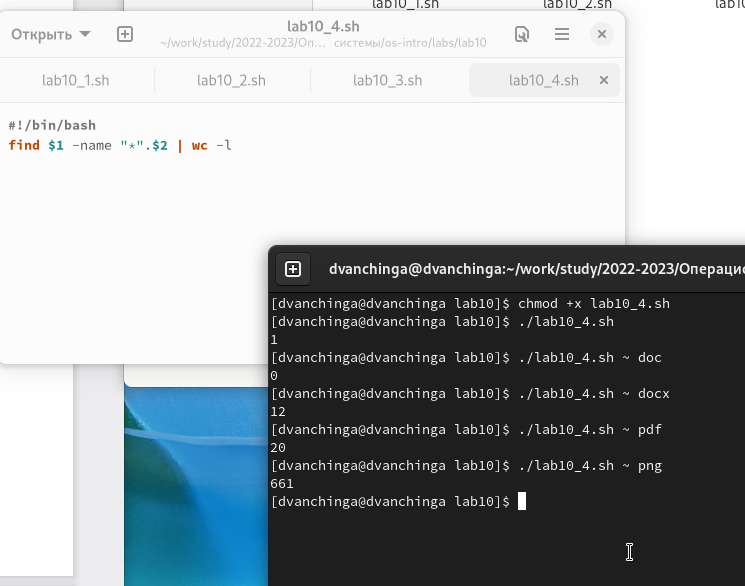 lab10_1.sh lab10_2.sh
Открыть lab10_4.sh
~/work/study/2022-2023/Оп… системы/os-intro/labs/lab10
lab10_1.sh lab10_2.sh lab10_3.sh lab10_4.sh
#!/bin/bash
find $1 -name "*".$2 | wc -l
dvanchinga@dvanchinga:~/work/study/2022-2023/Операцио
[dvanchinga@dvanchinga lab10]$ chmod +x lab10_4.sh
[dvanchinga@dvanchinga lab10]$ ./lab10_4.sh
1
[dvanchinga@dvanchinga lab10]$ ./lab10_4.sh ~ doc
0
[dvanchinga@dvanchinga lab10]$ ./lab10_4.sh ~ docx
12
[dvanchinga@dvanchinga lab10]$ ./lab10_4.sh ~ pdf
20
[dvanchinga@dvanchinga lab10]$ ./lab10_4.sh ~ png
661
[dvanchinga@dvanchinga lab10]$